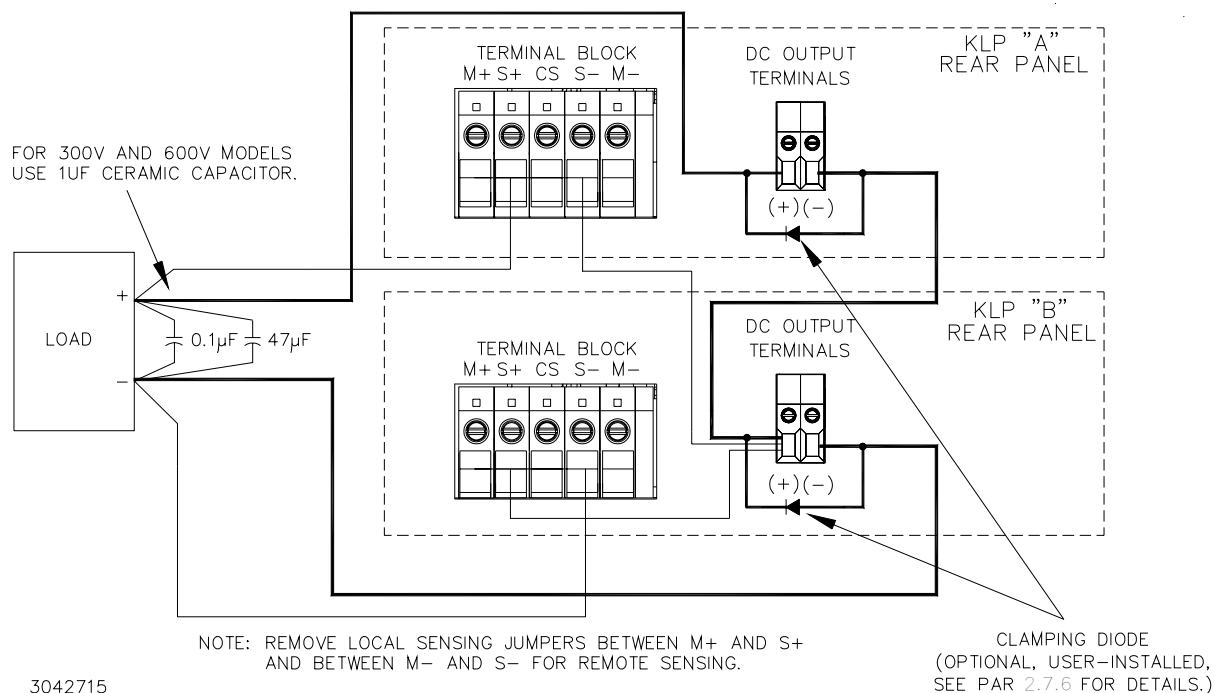 KLP "A"
REAR PANEL
TERMINAL BLOCK
M+ S+ CS S- M-
DC OUTPUT
TERMINALS
(+)(-)
FOR 300V AND 600V MODELS
USE 1UF CERAMIC CAPACITOR.
LOAD
+
-
0.1µF
47µF
KLP "B"
REAR PANEL
TERMINAL BLOCK
M+ S+ CS S- M-
DC OUTPUT
TERMINALS
(+)(-)
NOTE: REMOVE LOCAL SENSING JUMPERS BETWEEN M+ AND S+
AND BETWEEN M- AND S- FOR REMOTE SENSING.
CLAMPING DIODE
(OPTIONAL, USER-INSTALLED,
SEE PAR 2.7.6 FOR DETAILS.)
3042715